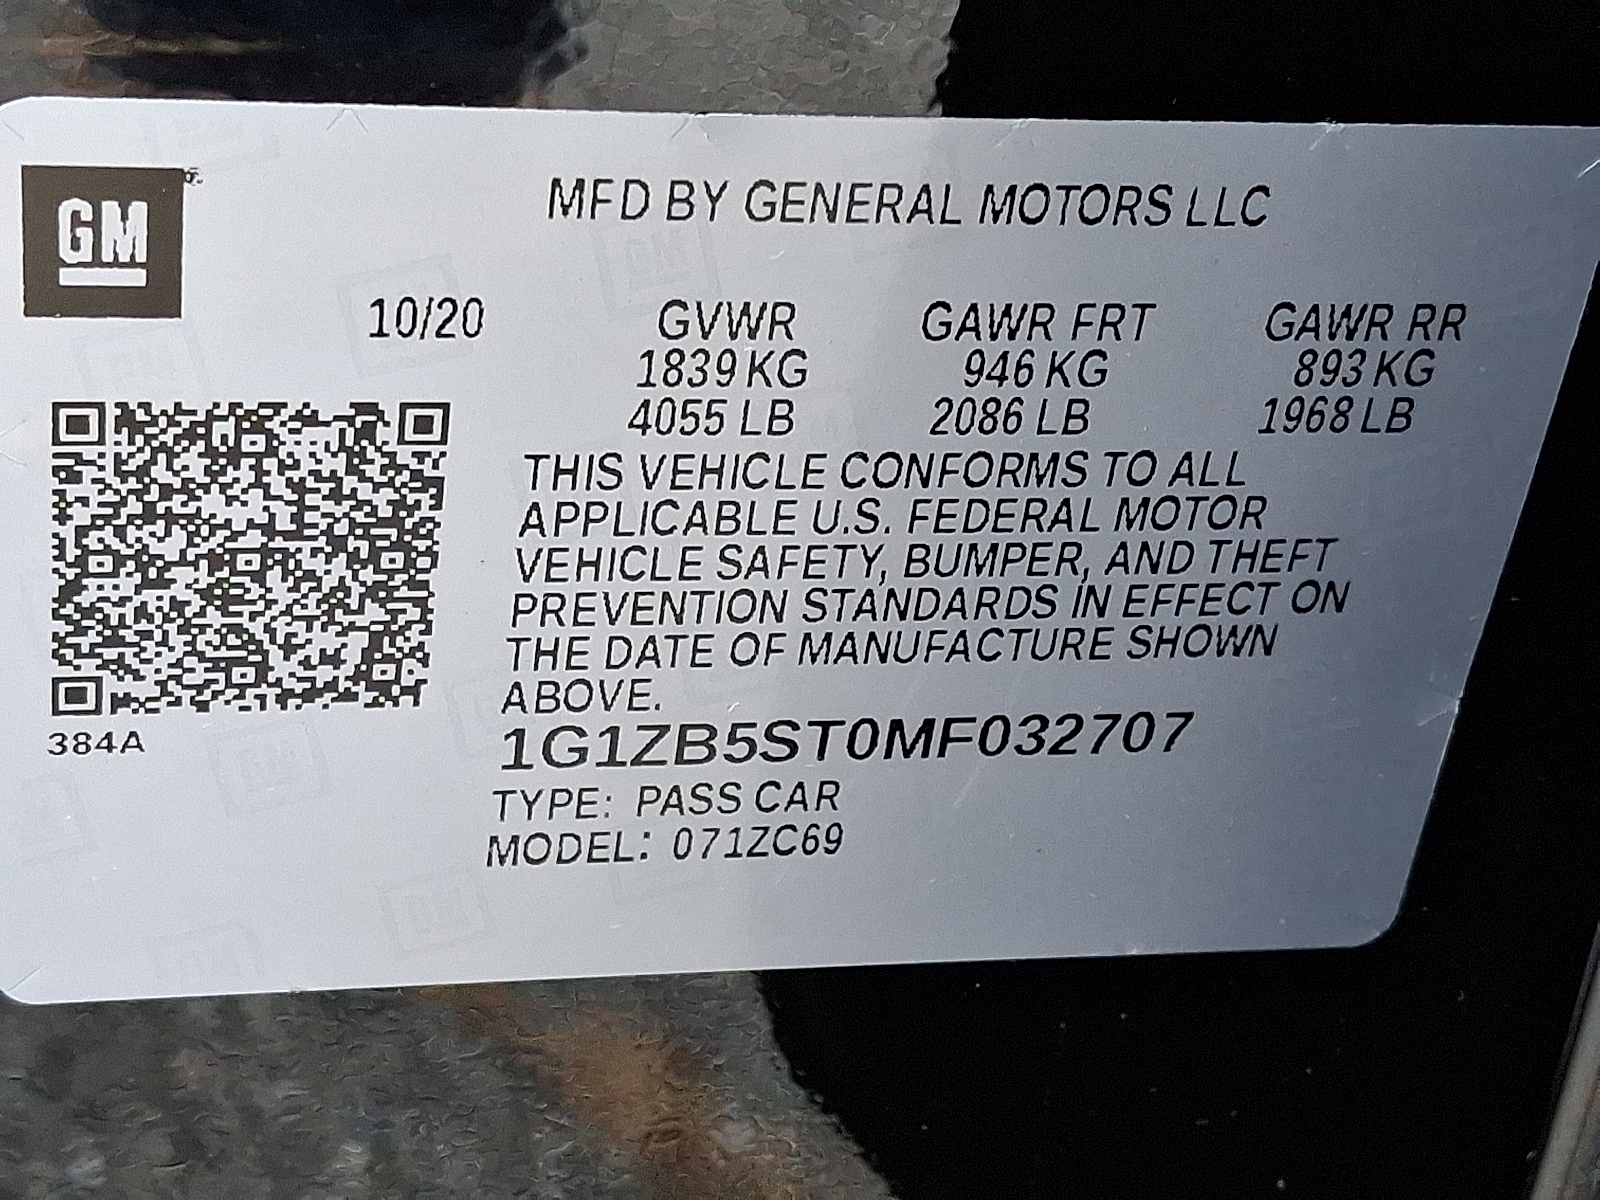 GM
MFD BY GENERAL MOTORS LLC
10/20 GVWR GAWR FRT GAWR RR
1839 KG 946 KG 893 KG
4055 LB 2086 LB 1968 LB
THIS VEHICLE CONFORMS TO ALL
APPLICABLE U.S. FEDERAL MOTOR
VEHICLE SAFETY, BUMPER, AND THEFT
PREVENTION STANDARDS IN EFFECT ON
THE DATE OF MANUFACTURE SHOWN
ABOVE.
384A
1G1ZB5ST0MF032707
TYPE: PASS CAR
MODEL: 071ZC69